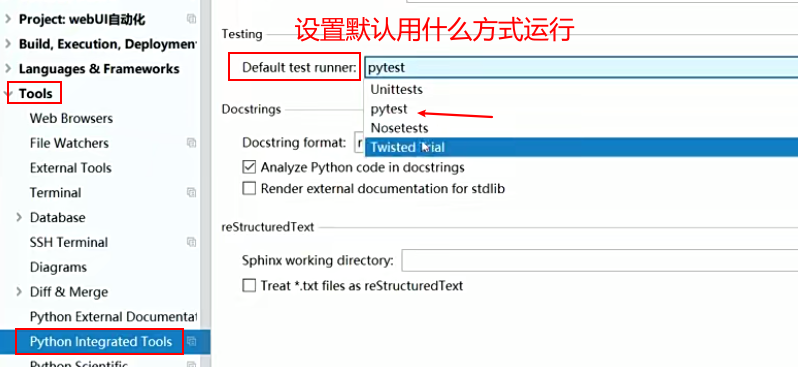 设置默认用什么方式运行
Project: webUI自动化
Build, Execution, Deploymen
Languages & Frameworks
Tools
Web Browsers
File Watchers
External Tools
Terminal
Database
SSH Terminal
Diagrams
Diff & Merge
Python External Documentat
Python Integrated Tools
Python Scientific
Testing
Default test runner: pytest
Unittests
pytest
Nosetests
Twisted Trial
Docstrings
Docstring format: r
Analyze Python code in docstrings
Render external documentation for stdlib
reStructuredText
Sphinx working directory:
Treat *.txt files as reStructuredText